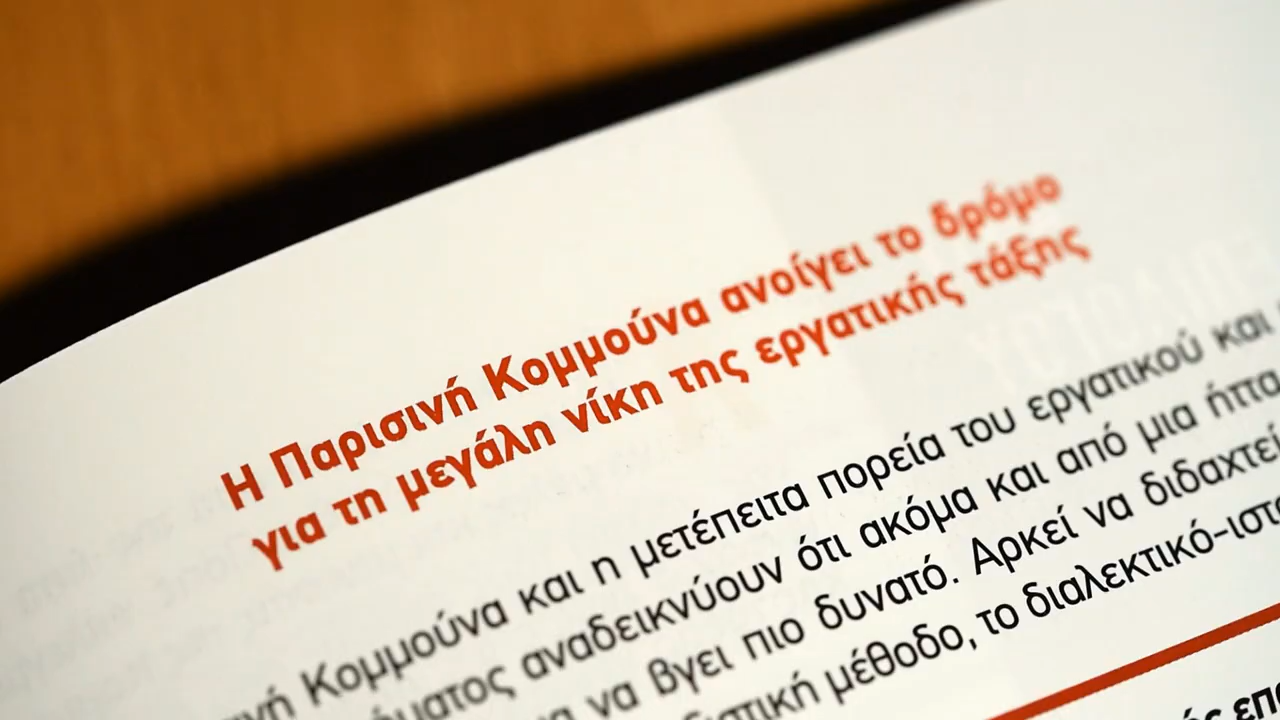 Η Παρισινή Κομμούνα ανοίγει το δρόμο
για τη μεγάλη νίκη της εργατικής τάξης
Κομμούνα και η μετέπειτα πορεία του εργατικού και
αναδεικνύουν ότι ακόμα και από μια ήττα
να βγει πιο δυνατό. Αρκεί να διδαχτεί
μέθοδο, το διαλεκτικό-ιστο